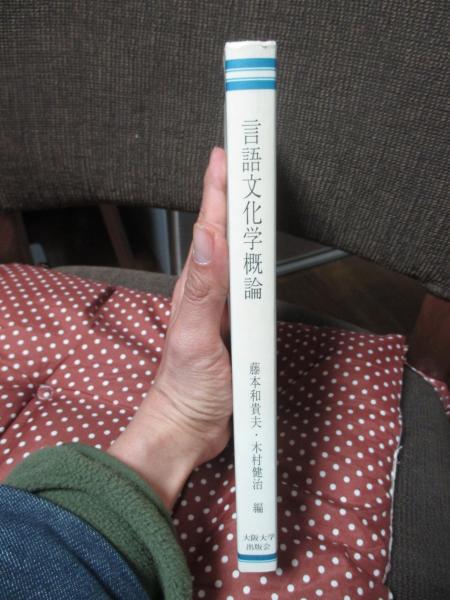 言語文化学概論
藤本和貴夫・木村健治 編
大阪大学
出版会